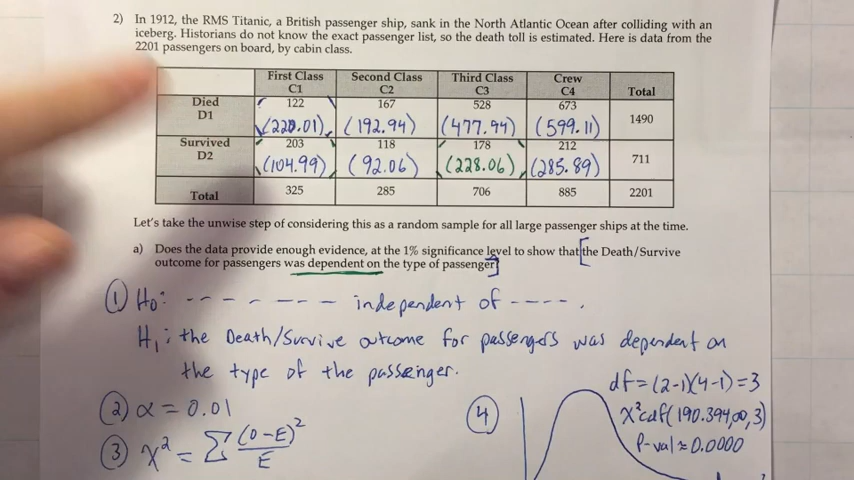 2) In 1912, the RMS Titanic, a British passenger ship, sank in the North Atlantic Ocean after colliding with an
iceberg. Historians do not know the exact passenger list, so the death toll is estimated. Here is data from the
2201 passengers on board, by cabin class.
First Class Second Class Third Class Crew
C1 C2 C3 C4 Total
Died 122 167 528 673
D1 (220.01) (192.94) (477.94) (599.11) 1490
Survived 203 118 178 212
D2 (104.99) (92.06) (228.06) (285.89) 711
Total 325 285 706 885 2201
Let's take the unwise step of considering this as a random sample for all large passenger ships at the time.
a) Does the data provide enough evidence, at the 1% significance level to show that [the Death/Survive
outcome for passengers was dependent on the type of passenger]
① H₀: - - - - - - - independent of - - - - .
H₁: the Death/Survive outcome for passengers was dependent on
the type of the passenger.
df = (2-1)(4-1) = 3
② α = 0.01
④ χ²cdf(190.394,∞,3)
③ χ² = Σ (O-E)²/E
P-val ≈ 0.0000